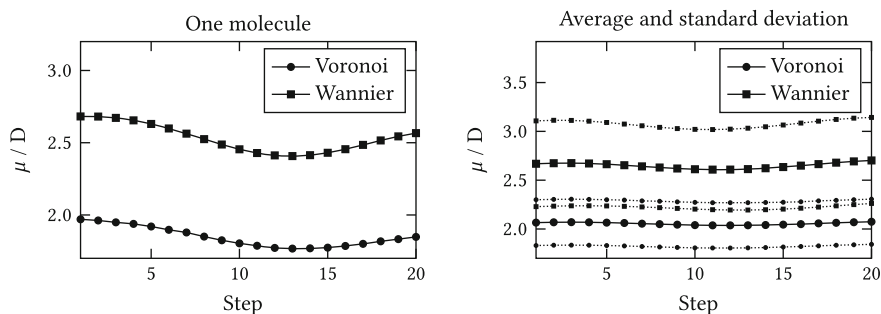 One molecule
3.0
2.5
2.0
μ / D
5
10
15
20
Step
Voronoi
Wannier
Average and standard deviation
3.5
3.0
2.5
2.0
μ / D
5
10
15
20
Step
Voronoi
Wannier